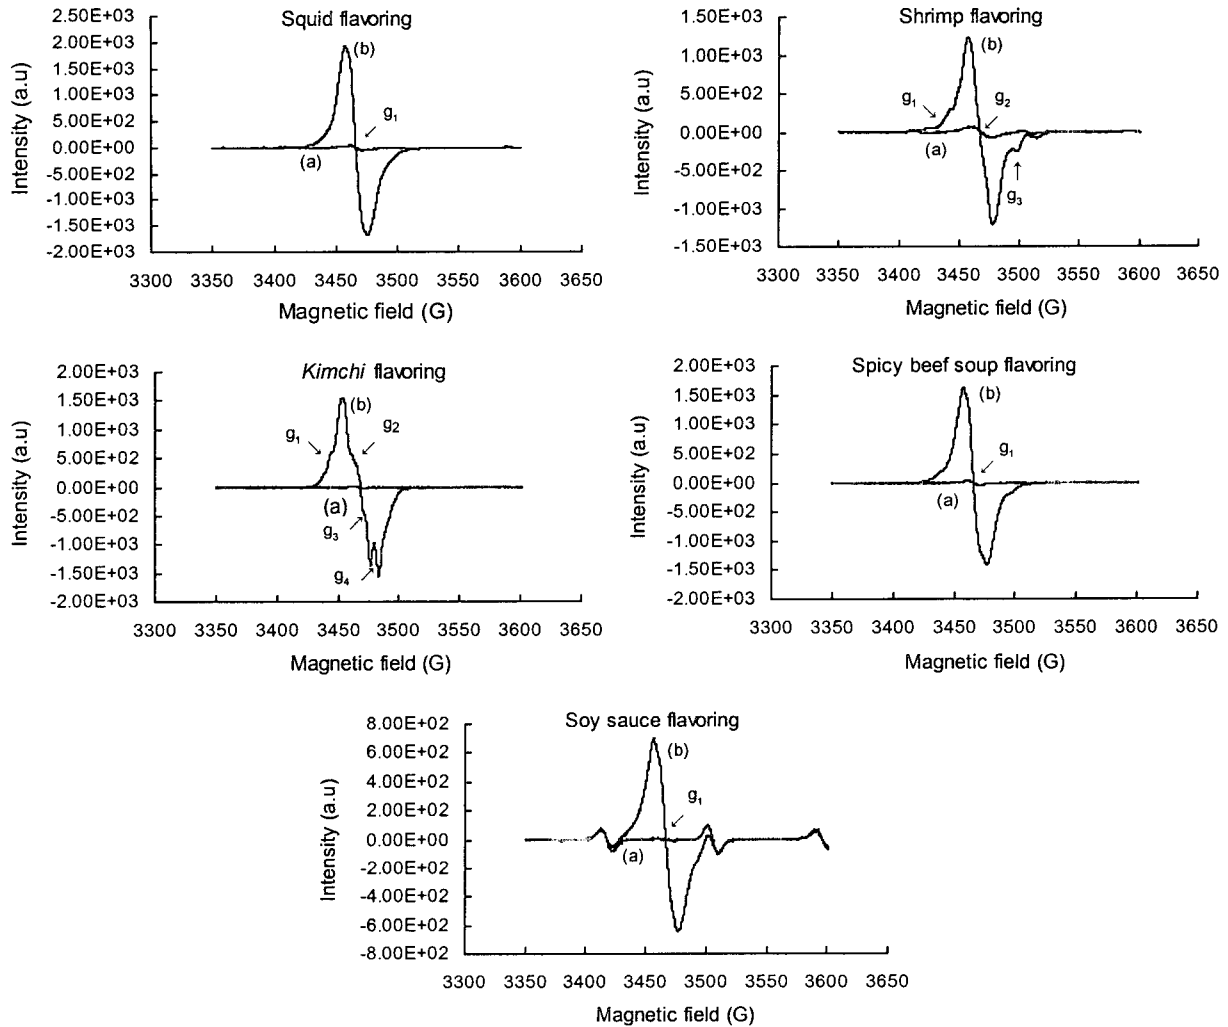 Squid flavoring
2.50E+03
2.00E+03
1.50E+03
1.00E+03
5.00E+02
0.00E+00
-5.00E+02
-1.00E+03
-1.50E+03
-2.00E+03
Intensity (a.u)
(b)
g1
(a)
3300 3350 3400 3450 3500 3550 3600 3650
Magnetic field (G)
Shrimp flavoring
1.50E+03
1.00E+03
5.00E+02
0.00E+00
-5.00E+02
-1.00E+03
-1.50E+03
Intensity (a.u)
(b)
g1
g2
(a)
g3
3300 3350 3400 3450 3500 3550 3600 3650
Magnetic field (G)
Kimchi flavoring
2.00E+03
1.50E+03
1.00E+03
5.00E+02
0.00E+00
-5.00E+02
-1.00E+03
-1.50E+03
-2.00E+03
Intensity (a.u)
(b)
g1
g2
(a)
g3
g4
3300 3350 3400 3450 3500 3550 3600 3650
Magnetic field (G)
Spicy beef soup flavoring
2.00E+03
1.50E+03
1.00E+03
5.00E+02
0.00E+00
-5.00E+02
-1.00E+03
-1.50E+03
-2.00E+03
Intensity (a.u)
(b)
g1
(a)
3300 3350 3400 3450 3500 3550 3600 3650
Magnetic field (G)
Soy sauce flavoring
8.00E+02
6.00E+02
4.00E+02
2.00E+02
0.00E+00
-2.00E+02
-4.00E+02
-6.00E+02
-8.00E+02
Intensity (a.u)
(b)
g1
(a)
3300 3350 3400 3450 3500 3550 3600 3650
Magnetic field (G)